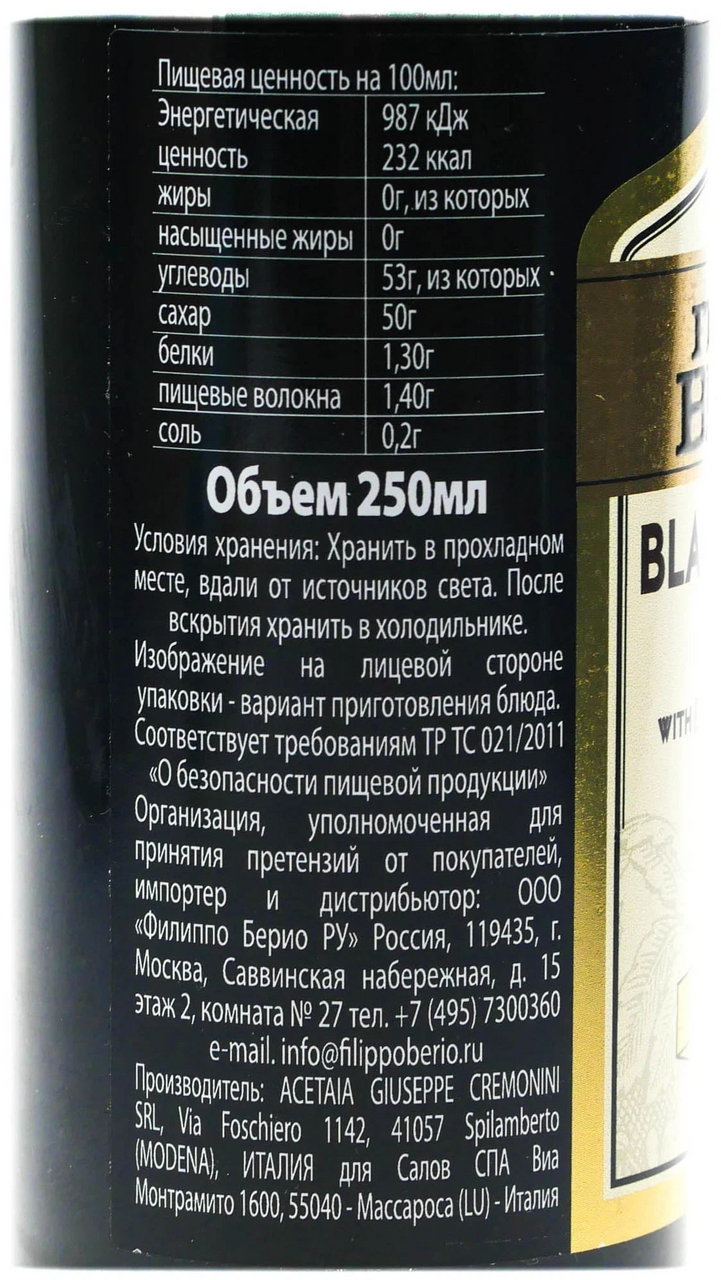 Пищевая ценность на 100мл:
Энергетическая 987 кДж
ценность 232 ккал
жиры 0г, из которых
насыщенные жиры 0г
углеводы 53г, из которых
сахар 50г
белки 1,30г
пищевые волокна 1,40г
соль 0,2г
Объем 250мл
Условия хранения: Хранить в прохладном
месте, вдали от источников света. После
вскрытия хранить в холодильнике.
Изображение на лицевой стороне
упаковки - вариант приготовления блюда.
Соответствует требованиям ТР ТС 021/2011
«О безопасности пищевой продукции»
Организация, уполномоченная для
принятия претензий от покупателей,
импортер и дистрибьютор: ООО
«Филиппо Берио РУ» Россия, 119435, г.
Москва, Саввинская набережная, д. 15
этаж 2, комната № 27 тел. +7 (495) 7300360
e-mail. info@filippoberio.ru
Производитель: ACETAIA GIUSEPPE CREMONINI
SRL, Via Foschiero 1142, 41057 Spilamberto
(MODENA), ИТАЛИЯ для Салов СПА Виа
Монтрамито 1600, 55040 - Массароса (LU) - Италия
BLA
WITH